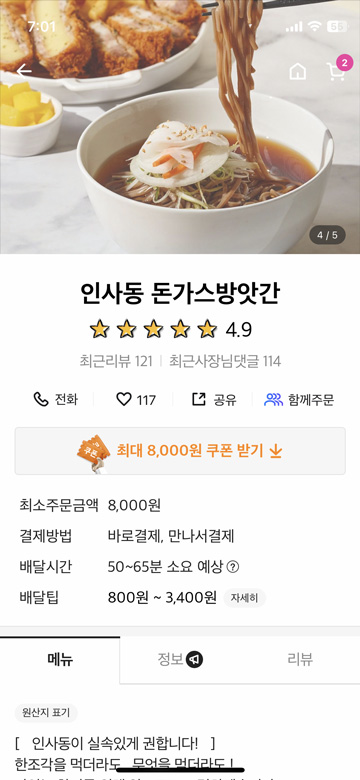 7:01
2
4 / 5
인사동 돈가스방앗간
4.9
최근리뷰 121 | 최근사장님댓글 114
전화 117 공유 함께주문
쿠폰 최대 8,000원 쿠폰 받기
최소주문금액 8,000원
결제방법 바로결제, 만나서결제
배달시간 50~65분 소요 예상 ?
배달팁 800원 ~ 3,400원 자세히
메뉴 정보 리뷰
원산지 표기
[ 인사동이 실속있게 권합니다! ]
한조각을 먹더라도, 무엇을 먹더라도 !